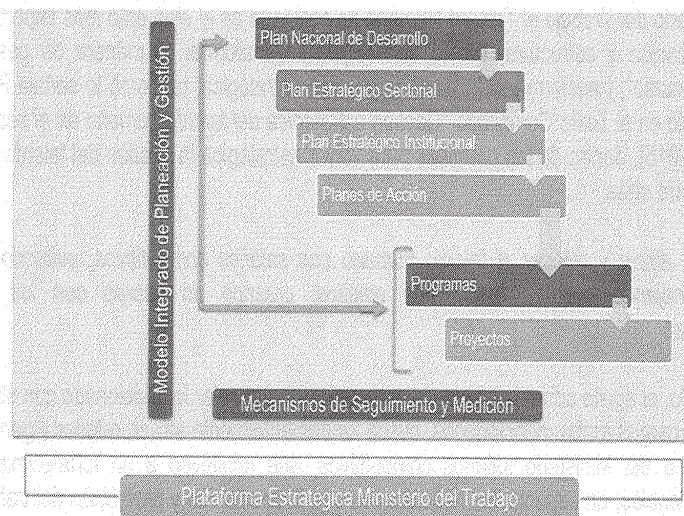 Modelo Integrado de Planeación y Gestión
Plan Nacional de Desarrollo
Plan Estratégico Sectorial
Plan Estratégico Institucional
Planes de Acción
Programas
Proyectos
Mecanismos de Seguimiento y Medición
Plataforma Estratégica Ministerio del Trabajo